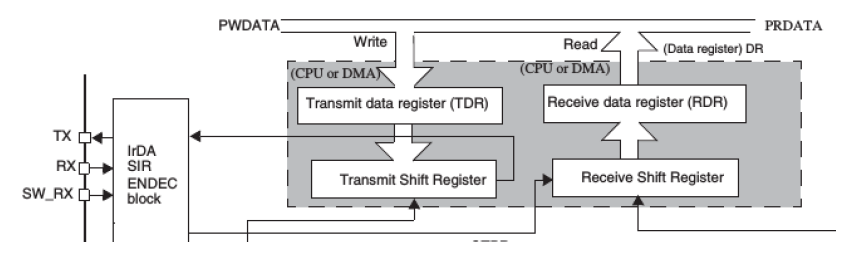 PWDATA
PRDATA
Write
Read
(Data register) DR
(CPU or DMA)
(CPU or DMA)
Transmit data register (TDR)
Receive data register (RDR)
TX
RX
SW_RX
IrDA
SIR
ENDEC
block
Transmit Shift Register
Receive Shift Register